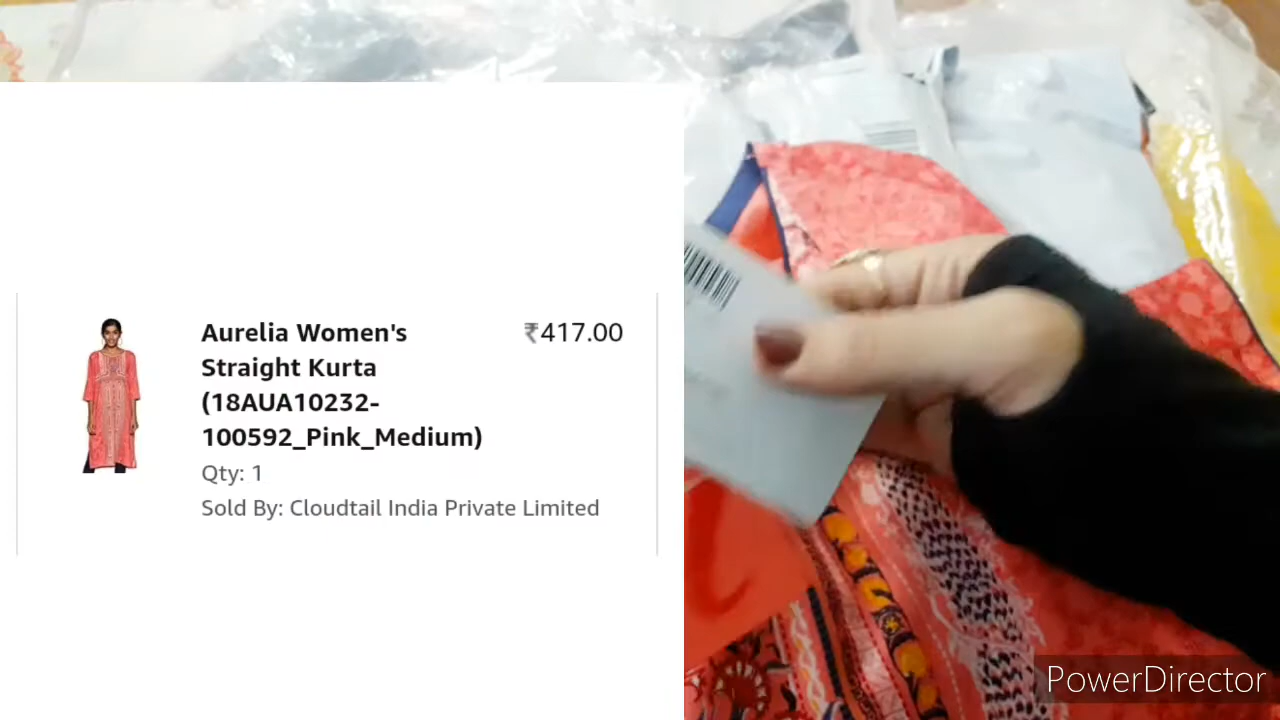 Aurelia Women's
₹417.00
Straight Kurta
(18AUA10232-
100592_Pink_Medium)
Qty: 1
Sold By: Cloudtail India Private Limited
PowerDirector